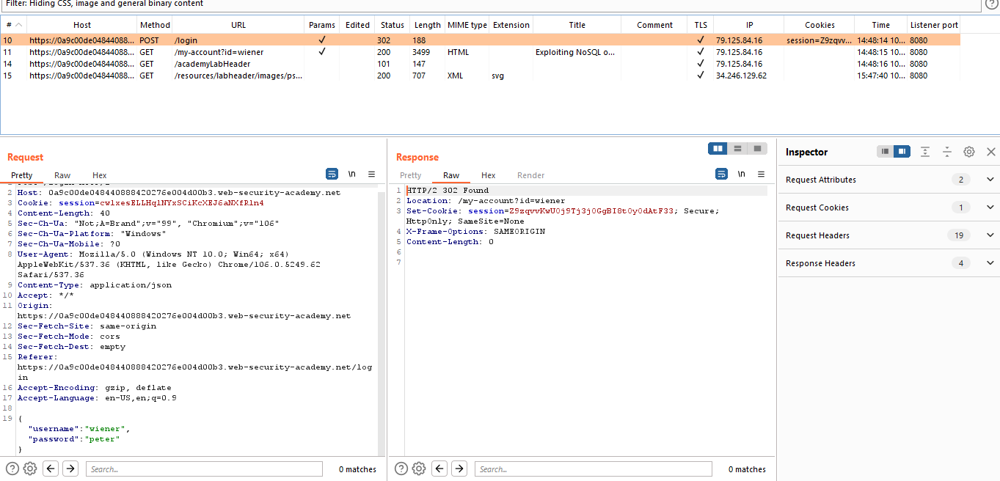 Filter: Hiding CSS, image and general binary content
# Host Method URL Params Edited Status Length MIME type Extension Title Comment TLS IP Cookies Time Listener port
10 https://0a9c00de04844088... POST /login ✓ 302 188 ✓ 79.125.84.16 session=Z9zqvv... 14:48:14 10... 8080
11 https://0a9c00de04844088... GET /my-account?id=wiener ✓ 200 3499 HTML Exploiting NoSQL o... ✓ 79.125.84.16 14:48:15 10... 8080
14 https://0a9c00de04844088... GET /academyLabHeader 101 147 ✓ 79.125.84.16 14:48:16 10... 8080
15 https://0a9c00de04844088... GET /resources/labheader/images/ps... 200 707 XML svg ✓ 34.246.129.62 15:47:40 10... 8080
Request
Pretty Raw Hex
\n
2 Host: 0a9c00de048440888420276e004d00b3.web-security-academy.net
3 Cookie: session=cwlxesELLHqlNYxSCiKcXEJ6aNXfRln4
4 Content-Length: 40
5 Sec-Ch-Ua: "Not;A=Brand";v="99", "Chromium";v="106"
6 Sec-Ch-Ua-Platform: "Windows"
7 Sec-Ch-Ua-Mobile: ?0
8 User-Agent: Mozilla/5.0 (Windows NT 10.0; Win64; x64)
AppleWebKit/537.36 (KHTML, like Gecko) Chrome/106.0.5249.62
Safari/537.36
9 Content-Type: application/json
10 Accept: */*
11 Origin:
https://0a9c00de048440888420276e004d00b3.web-security-academy.net
12 Sec-Fetch-Site: same-origin
13 Sec-Fetch-Mode: cors
14 Sec-Fetch-Dest: empty
15 Referer:
https://0a9c00de048440888420276e004d00b3.web-security-academy.net/log
in
16 Accept-Encoding: gzip, deflate
17 Accept-Language: en-US,en;q=0.9
18
19 {
"username":"wiener",
"password":"peter"
}
Search...
0 matches
Response
Pretty Raw Hex Render
\n
1 HTTP/2 302 Found
2 Location: /my-account?id=wiener
3 Set-Cookie: session=Z9zqvvKwU0j9Tj3j0GgBI8t0y0dAtF33; Secure;
HttpOnly; SameSite=None
4 X-Frame-Options: SAMEORIGIN
5 Content-Length: 0
6
7
Search...
0 matches
Inspector
Request Attributes 2
Request Cookies 1
Request Headers 19
Response Headers 4